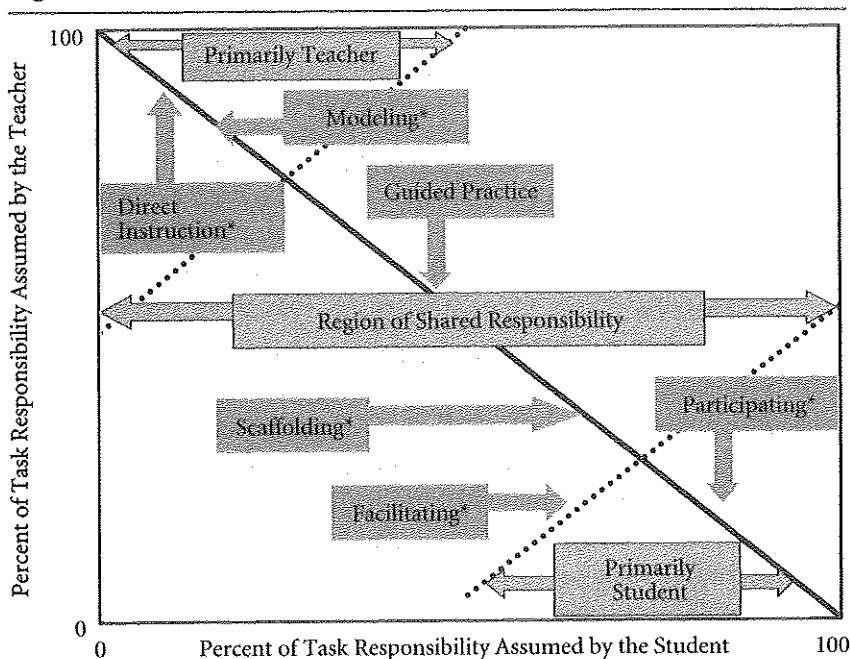 100
Primarily Teacher
Modeling*
Guided Practice
Direct
Instruction*
Region of Shared Responsibility
Scaffolding*
Participating*
Facilitating*
Primarily
Student
0
0
100
Percent of Task Responsibility Assumed by the Teacher
Percent of Task Responsibility Assumed by the Student